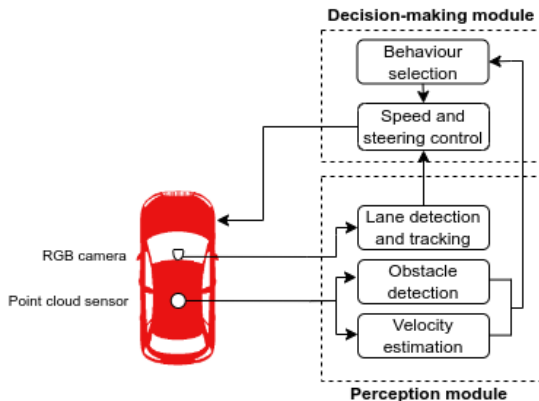 Decision-making module
Behaviour
selection
Speed and
steering control
Lane detection
and tracking
RGB camera
Obstacle
detection
Point cloud sensor
Velocity
estimation
Perception module